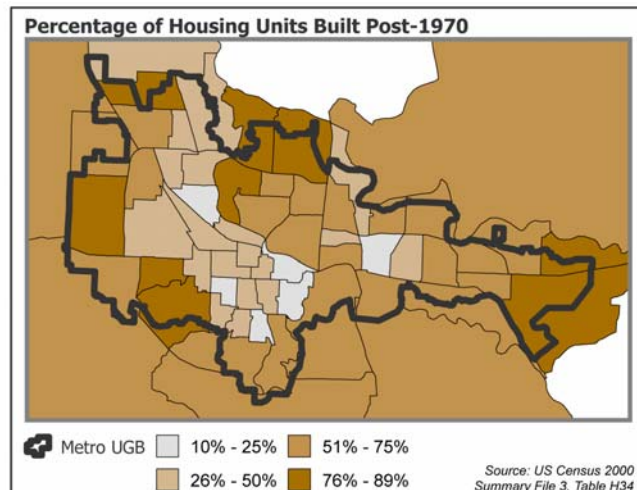 Percentage of Housing Units Built Post-1970
Metro UGB
10% - 25%
51% - 75%
26% - 50%
76% - 89%
Source: US Census 2000
Summary File 3, Table H34